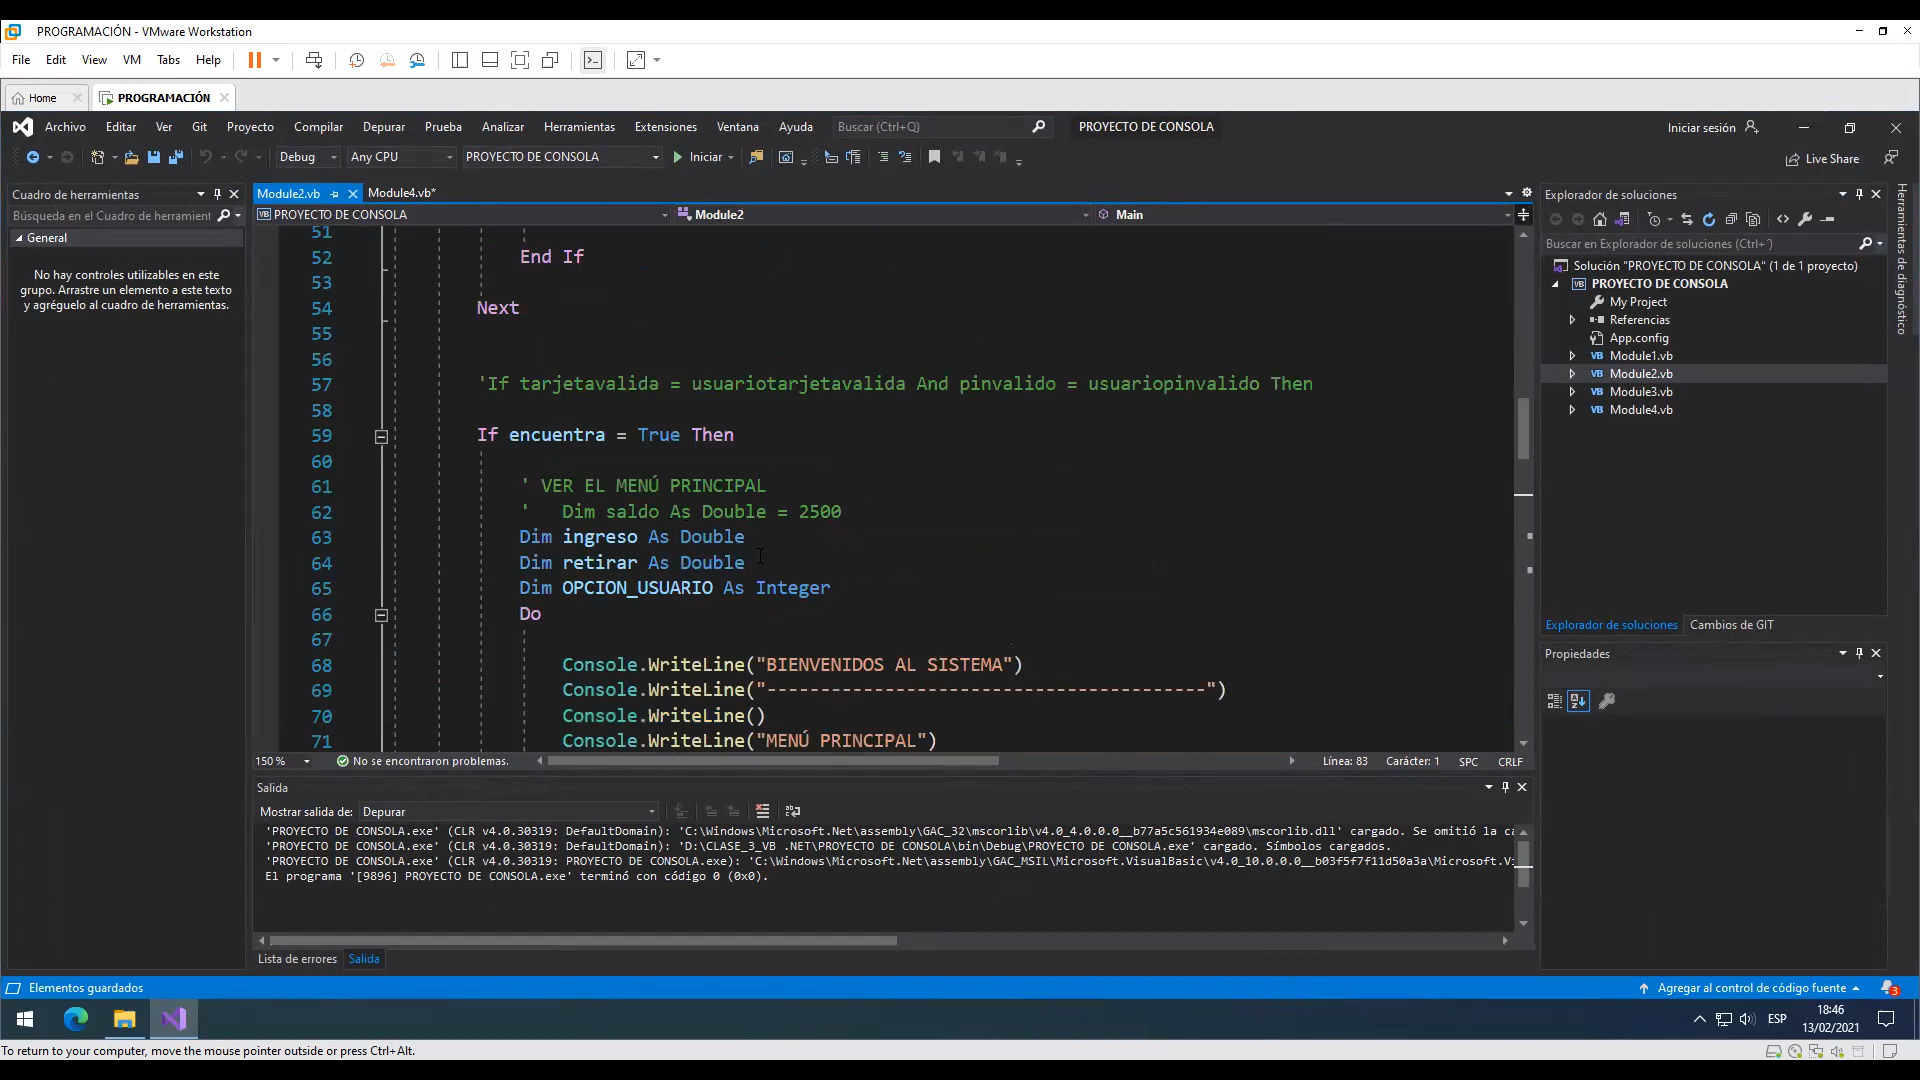 PROGRAMACIÓN - VMware Workstation
File Edit View VM Tabs Help
Home PROGRAMACIÓN
Archivo Editar Ver Git Proyecto Compilar Depurar Prueba Analizar Herramientas Extensiones Ventana Ayuda Buscar (Ctrl+Q) PROYECTO DE CONSOLA Iniciar sesión
Debug Any CPU PROYECTO DE CONSOLA Iniciar Live Share
Cuadro de herramientas
Búsqueda en el Cuadro de herramient
General
No hay controles utilizables en este
grupo. Arrastre un elemento a este texto
y agréguelo al cuadro de herramientas.
Module2.vb Module4.vb*
PROYECTO DE CONSOLA Module2 Main
51
52 End If
53
54 Next
55
56
57 'If tarjetavalida = usuariotarjetavalida And pinvalido = usuariopinvalido Then
58
59 If encuentra = True Then
60
61 ' VER EL MENÚ PRINCIPAL
62 ' Dim saldo As Double = 2500
63 Dim ingreso As Double
64 Dim retirar As Double
65 Dim OPCION_USUARIO As Integer
66 Do
67
68 Console.WriteLine("BIENVENIDOS AL SISTEMA")
69 Console.WriteLine("-----------------------------------------")
70 Console.WriteLine()
71 Console.WriteLine("MENÚ PRINCIPAL")
150 % No se encontraron problemas. Línea: 83 Carácter: 1 SPC CRLF
Salida
Mostrar salida de: Depurar
'PROYECTO DE CONSOLA.exe' (CLR v4.0.30319: DefaultDomain): 'C:\Windows\Microsoft.Net\assembly\GAC_32\mscorlib\v4.0_4.0.0.0__b77a5c561934e089\mscorlib.dll' cargado. Se omitió la ca
'PROYECTO DE CONSOLA.exe' (CLR v4.0.30319: DefaultDomain): 'D:\CLASE_3_VB .NET\PROYECTO DE CONSOLA\bin\Debug\PROYECTO DE CONSOLA.exe' cargado. Símbolos cargados.
'PROYECTO DE CONSOLA.exe' (CLR v4.0.30319: PROYECTO DE CONSOLA.exe): 'C:\Windows\Microsoft.Net\assembly\GAC_MSIL\Microsoft.VisualBasic\v4.0_10.0.0.0__b03f5f7f11d50a3a\Microsoft.Vi
El programa '[9896] PROYECTO DE CONSOLA.exe' terminó con código 0 (0x0).
Lista de errores Salida
Explorador de soluciones
Buscar en Explorador de soluciones (Ctrl+´)
Solución "PROYECTO DE CONSOLA" (1 de 1 proyecto)
PROYECTO DE CONSOLA
My Project
Referencias
App.config
Module1.vb
Module2.vb
Module3.vb
Module4.vb
Explorador de soluciones Cambios de GIT
Propiedades
Herramientas de diagnóstico
Elementos guardados Agregar al control de código fuente 3
ESP 18:46
13/02/2021
To return to your computer, move the mouse pointer outside or press Ctrl+Alt.